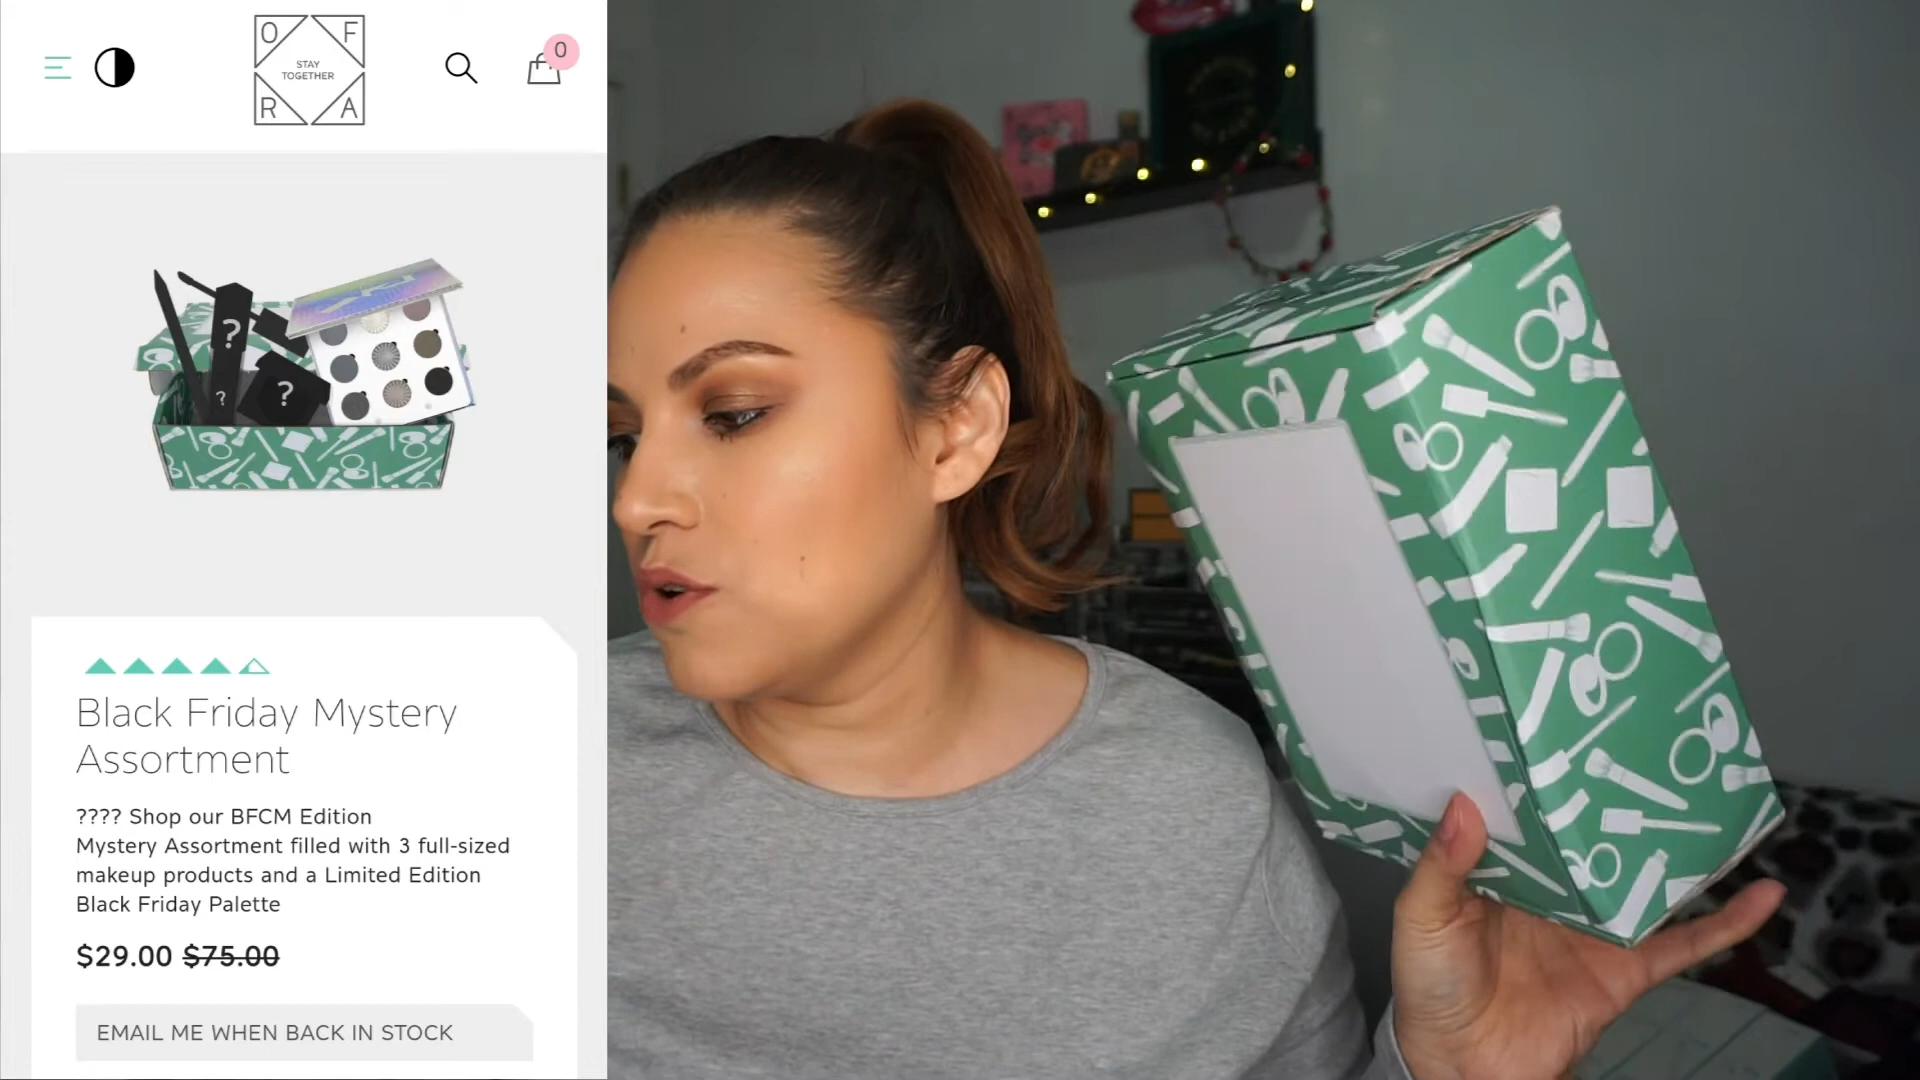 O F
STAY
TOGETHER
R A
0
?
?
?
Black Friday Mystery
Assortment
???? Shop our BFCM Edition
Mystery Assortment filled with 3 full-sized
makeup products and a Limited Edition
Black Friday Palette
$29.00 $75.00
EMAIL ME WHEN BACK IN STOCK